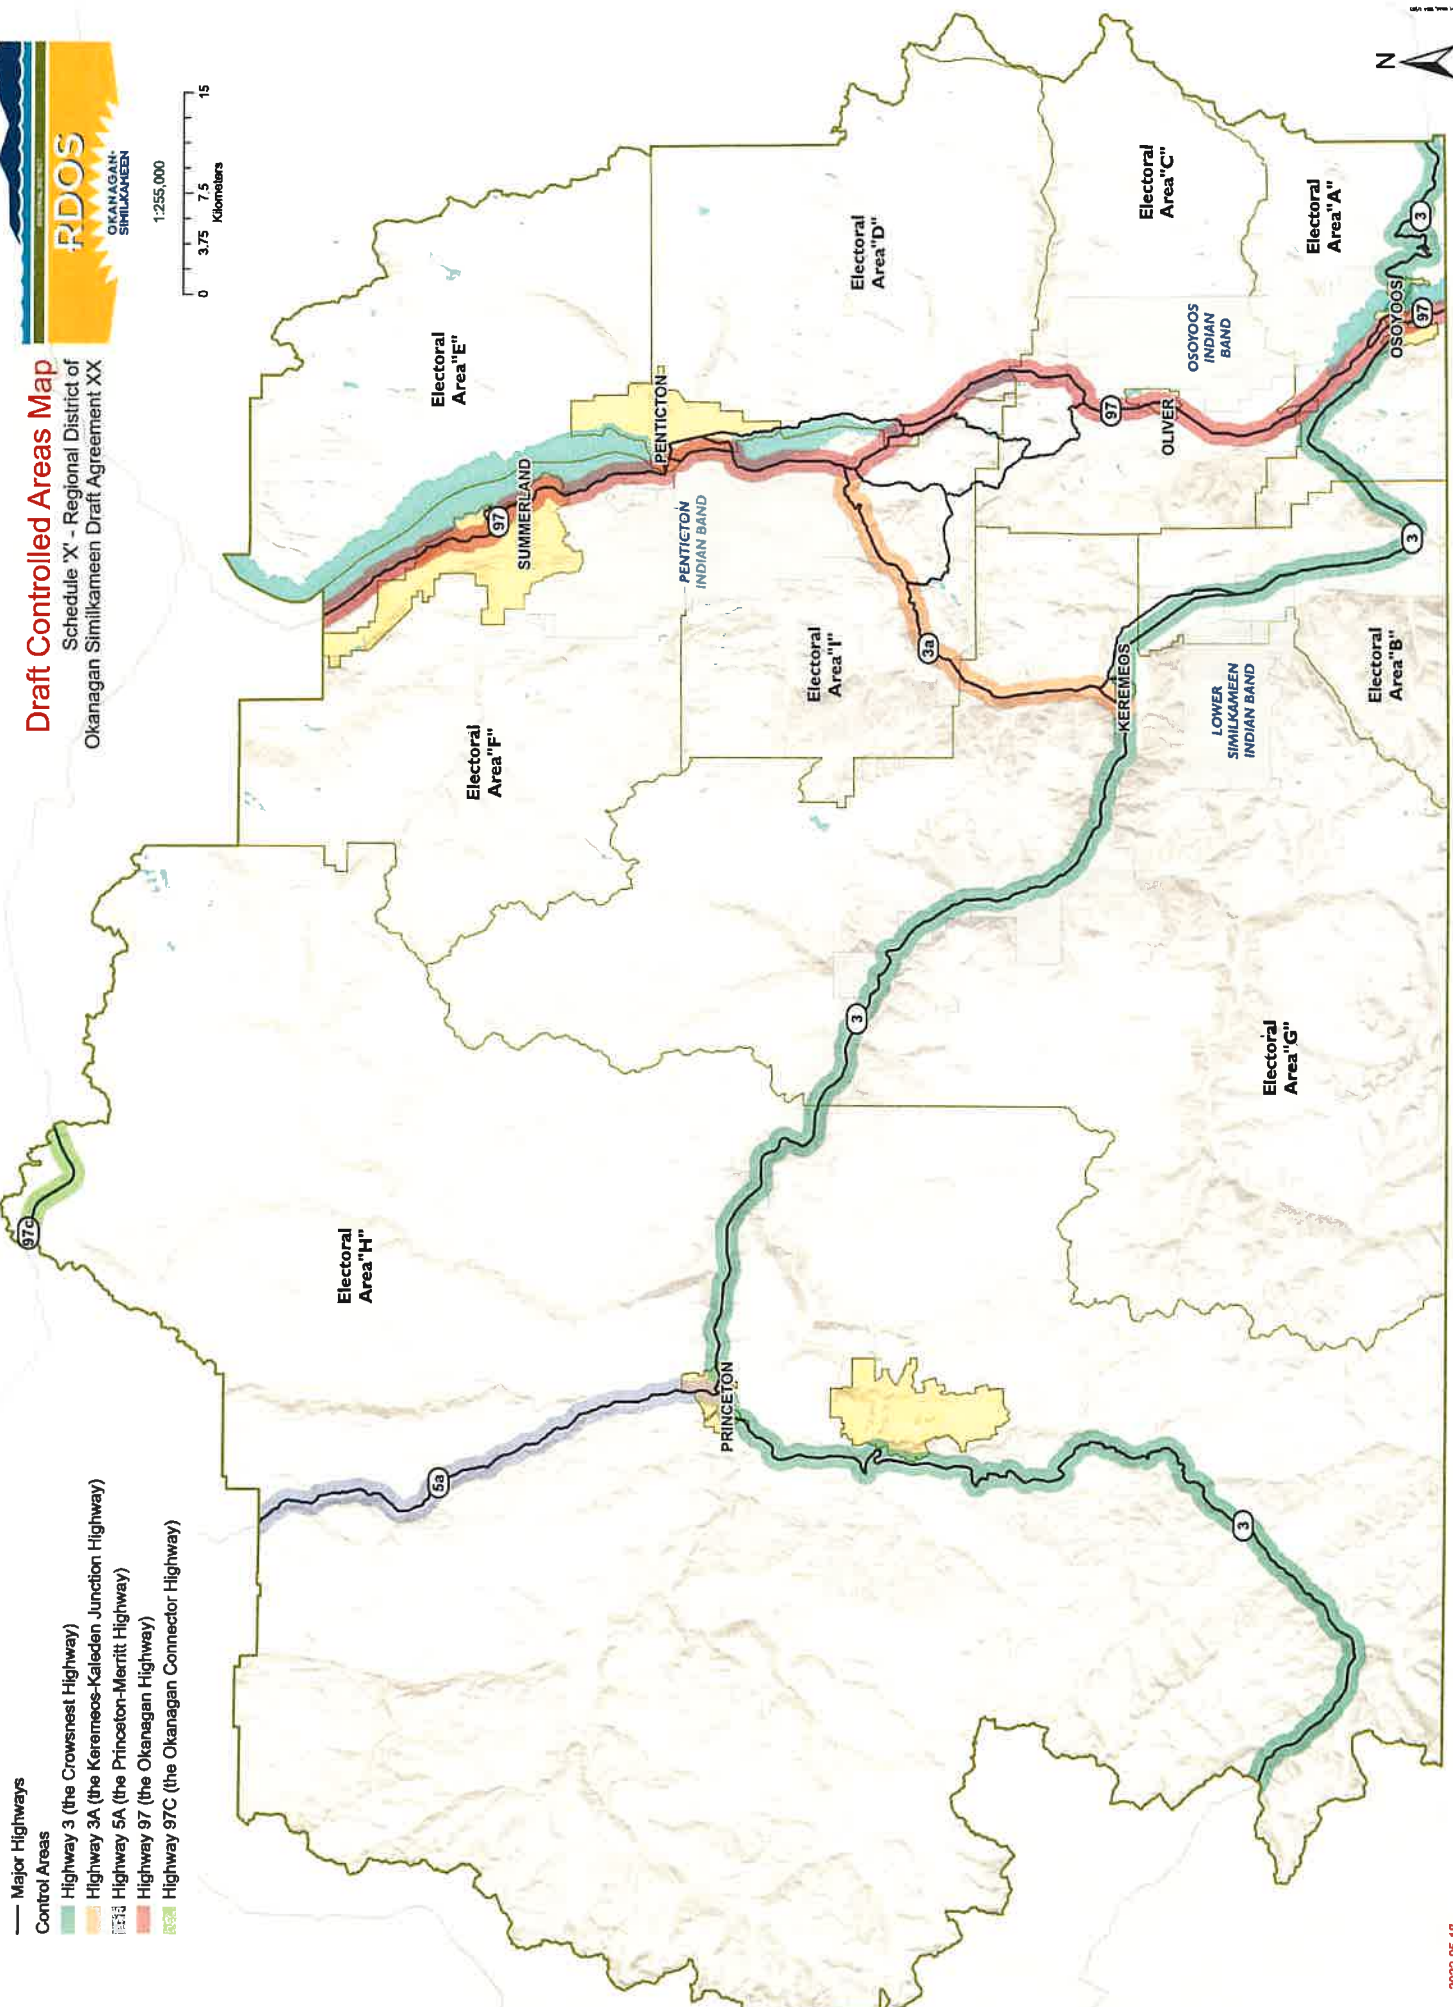 Major Highways
Control Areas
Highway 3 (the Crowsnest Highway)
Highway 3A (the Keremeos-Kaleden Junction Highway)
Highway 5A (the Princeton-Merritt Highway)
Highway 97 (the Okanagan Highway)
Highway 97C (the Okanagan Connector Highway)
Draft Controlled Areas Map
Schedule 'X' - Regional District of
Okanagan Similkameen Draft Agreement XX
RDOS
OKANAGAN-
SIMILKAMEEN
1:255,000
0 3.75 7.5 15
Kilometers
97c
Electoral
Area"H"
5a
PRINCETON
3
3
Electoral
Area"G"
Electoral
Area"F"
Electoral
Area"E"
97
SUMMERLAND
PENTICTON
PENTICTON
INDIAN BAND
Electoral
Area"I"
Electoral
Area"D"
3a
KEREMEOS
97
OLIVER
Electoral
Area"C"
OSOYOOS
INDIAN
BAND
LOWER
SIMILKAMEEN
INDIAN BAND
Electoral
Area"A"
Electoral
Area"B"
3
OSOYOOS
97
3
N